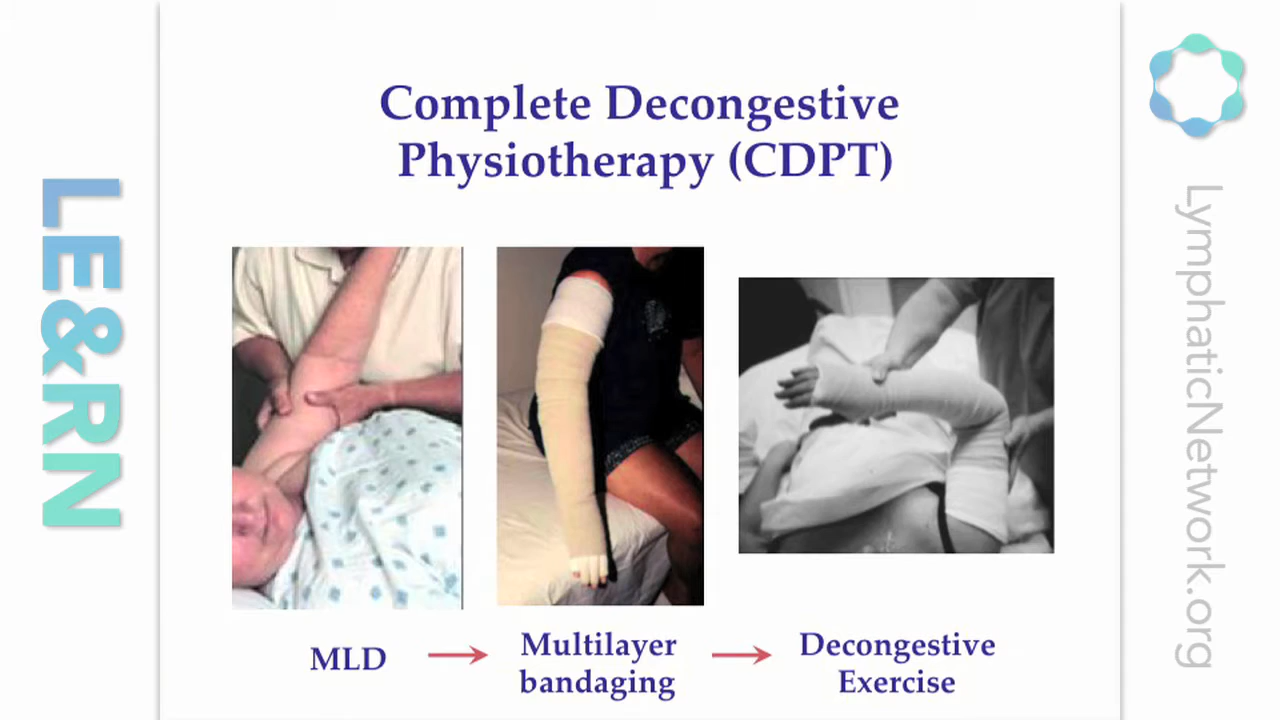 LE&RN
Complete Decongestive
Physiotherapy (CDPT)
MLD
Multilayer
bandaging
Decongestive
Exercise
LymphaticNetwork.org